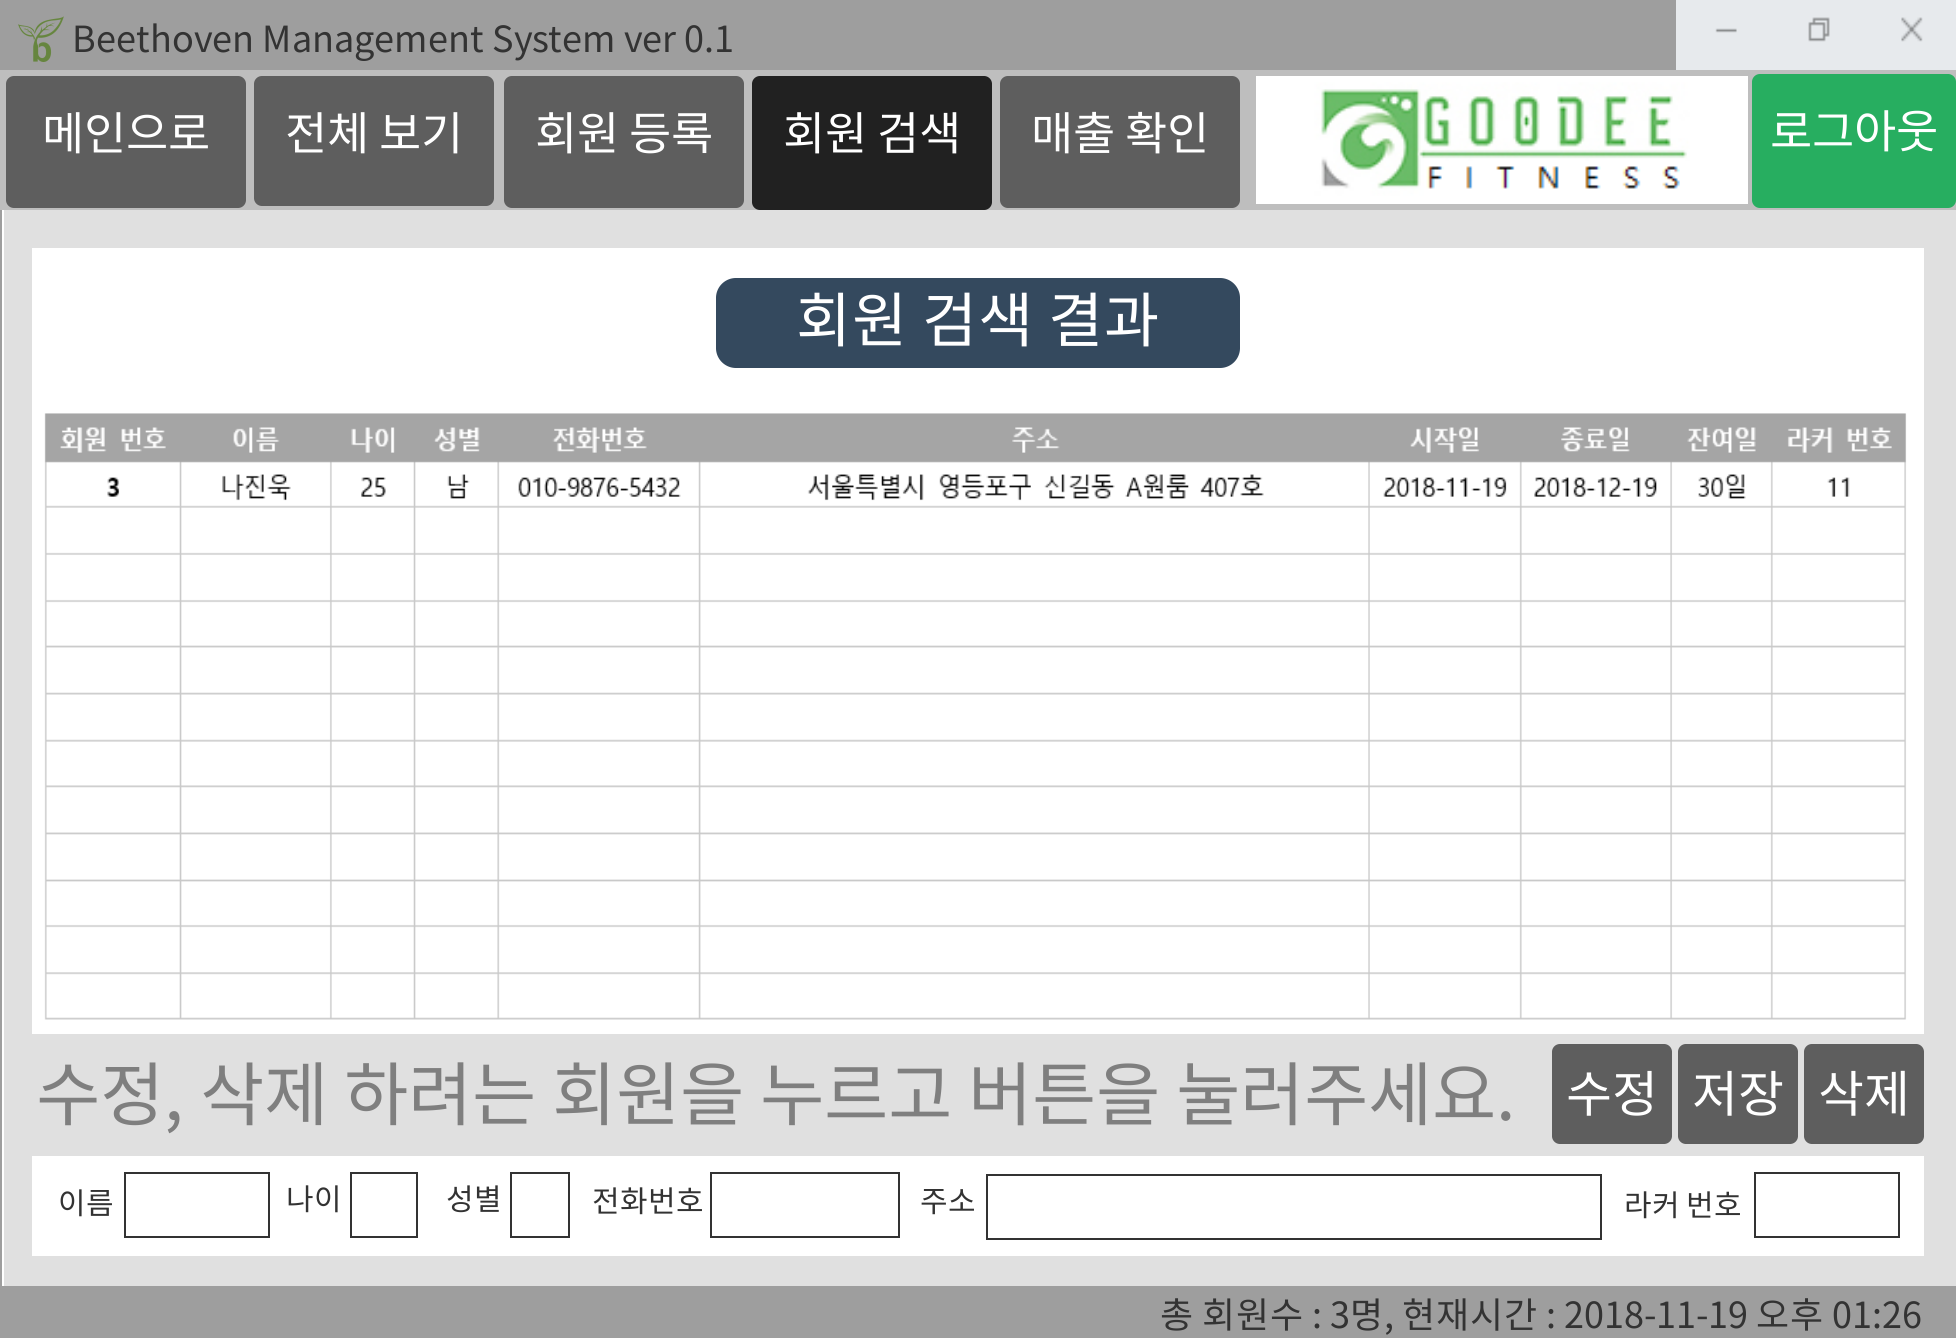 b Beethoven Management System ver 0.1
메인으로 전체 보기 회원 등록 회원 검색 매출 확인 GOODEE 로그아웃
FITNESS
회원 검색 결과
회원 번호 이름 나이 성별 전화번호 주소 시작일 종료일 잔여일 라커 번호
3 나진욱 25 남 010-9876-5432 서울특별시 영등포구 신길동 A원룸 407호 2018-11-19 2018-12-19 30일 11
수정, 삭제 하려는 회원을 누르고 버튼을 눌러주세요. 수정 저장 삭제
이름 나이 성별 전화번호 주소 라커 번호
총 회원수 : 3명, 현재시간 : 2018-11-19 오후 01:26